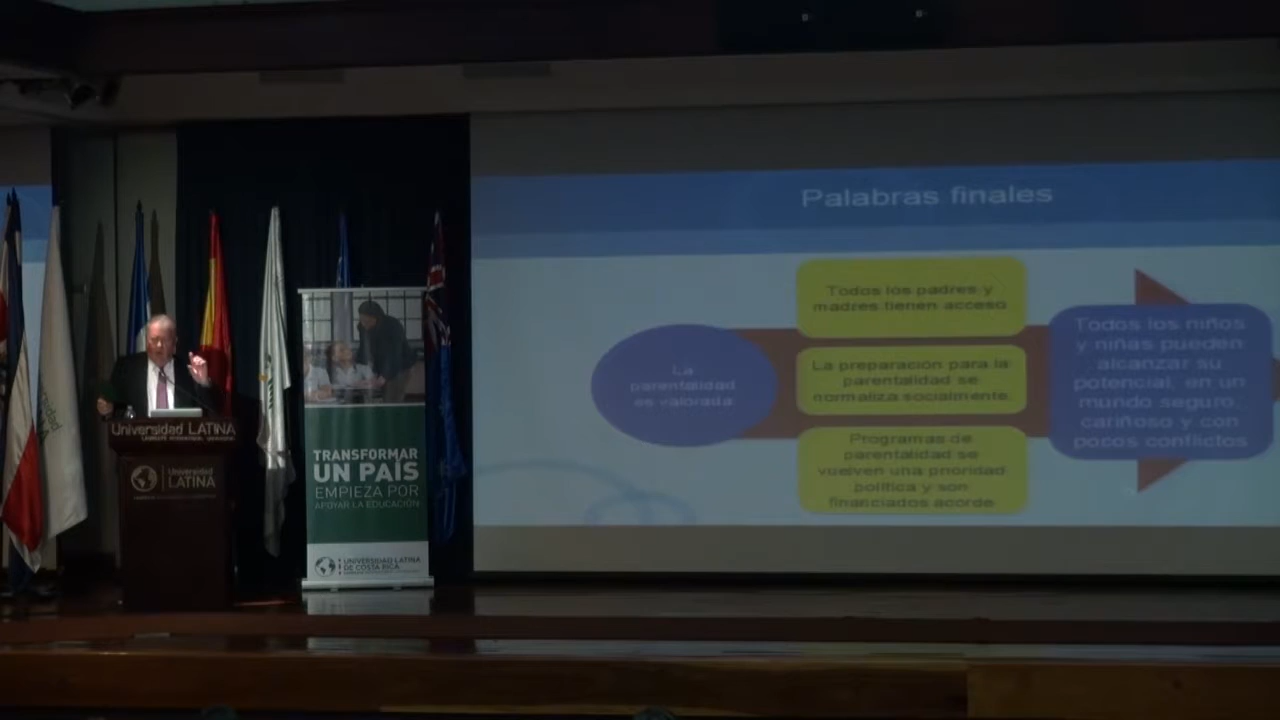 Palabras finales
La
parentalidad
es valorada
Todos los padres y
madres tienen acceso
La preparación para la
parentalidad se
normaliza socialmente.
Programas de
parentalidad se
vuelven una prioridad
política y son
financiados acorde
Todos los niños
y niñas pueden
alcanzar su
potencial, en un
mundo seguro,
cariñoso y con
pocos conflictos
Universidad LATINA
Universidad
LATINA
TRANSFORMAR
UN PAÍS
EMPIEZA POR
APOYAR LA EDUCACIÓN
UNIVERSIDAD LATINA
DE COSTA RICA